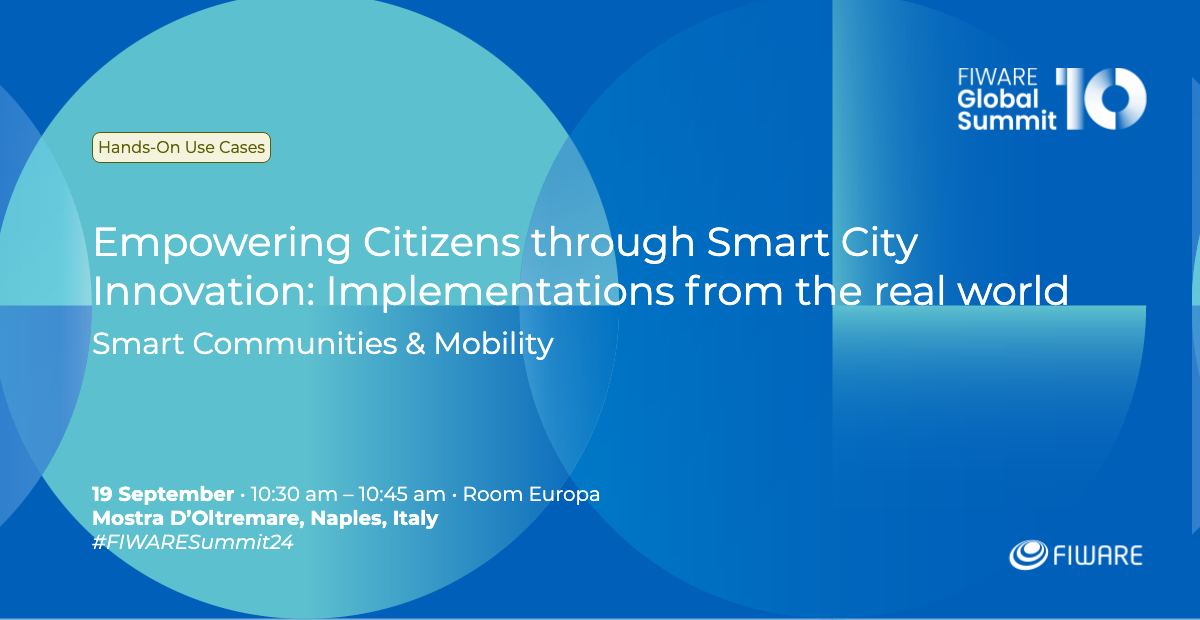 FIWARE
Global
Summit 10
Hands-On Use Cases
Empowering Citizens through Smart City
Innovation: Implementations from the real world
Smart Communities & Mobility
19 September · 10:30 am – 10:45 am · Room Europa
Mostra D’Oltremare, Naples, Italy
#FIWARESummit24
FIWARE